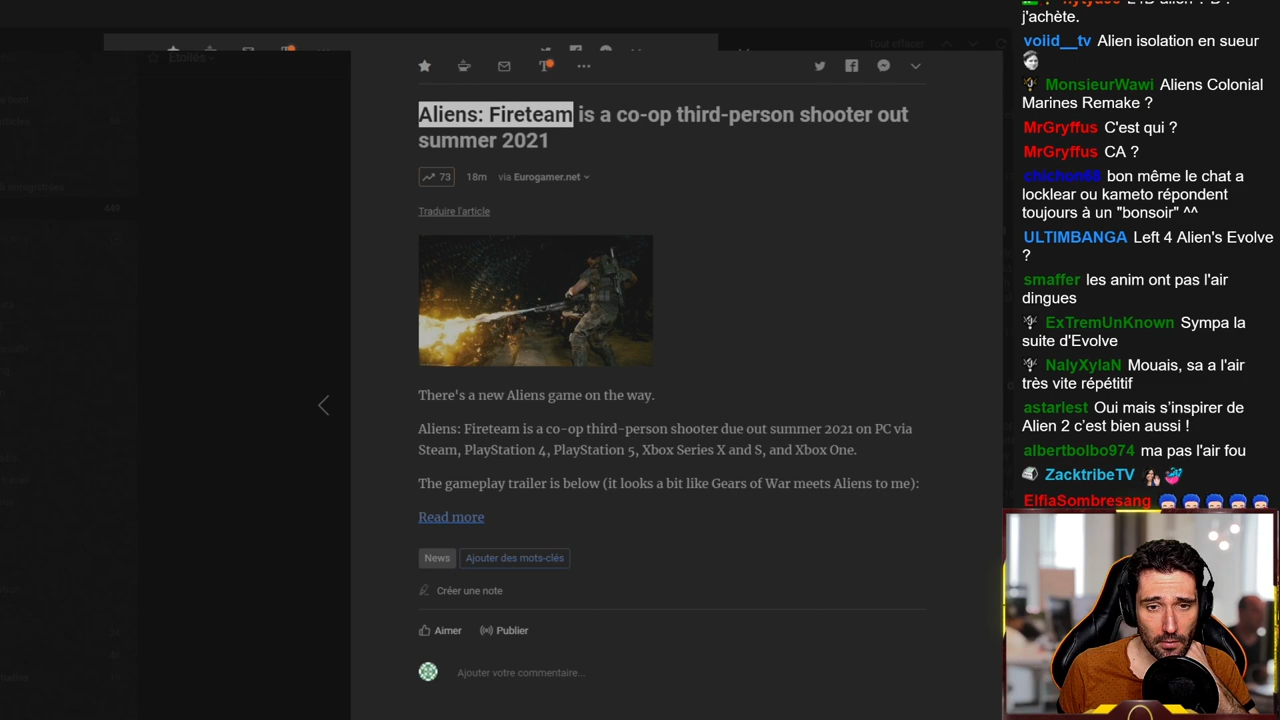 Tout effacer
Étoilés
449
Aliens: Fireteam is a co-op third-person shooter out
summer 2021
73 18m via Eurogamer.net
Traduire l'article
There's a new Aliens game on the way.
Aliens: Fireteam is a co-op third-person shooter due out summer 2021 on PC via
Steam, PlayStation 4, PlayStation 5, Xbox Series X and S, and Xbox One.
The gameplay trailer is below (it looks a bit like Gears of War meets Aliens to me):
Read more
News Ajouter des mots-clés
Créer une note
Aimer Publier
Ajouter votre commentaire...
j'achète.
voiid__tv Alien isolation en sueur
MonsieurWawi Aliens Colonial
Marines Remake ?
MrGryffus C'est qui ?
MrGryffus CA ?
chichon68 bon même le chat a
locklear ou kameto répondent
toujours à un "bonsoir" ^^
ULTIMBANGA Left 4 Alien's Evolve
?
smaffer les anim ont pas l'air
dingues
ExTremUnKnown Sympa la
suite d'Evolve
NalyXylaN Mouais, sa a l'air
très vite répétitif
astarlest Oui mais s'inspirer de
Alien 2 c'est bien aussi !
albertbolbo974 ma pas l'air fou
ZacktribeTV
ElfiaSombresang